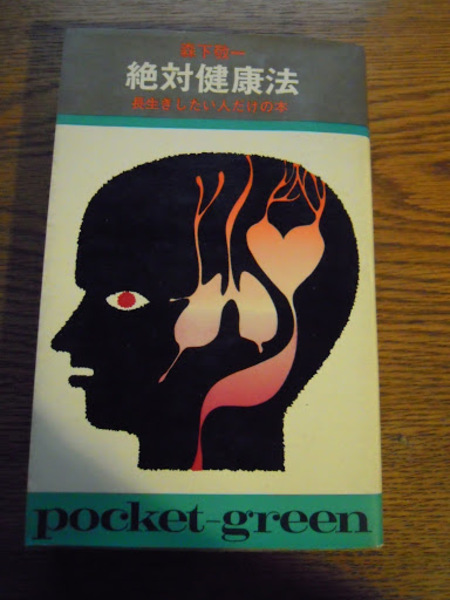 森下敬一
絶対健康法
長生きしたい人だけの本
pocket-green